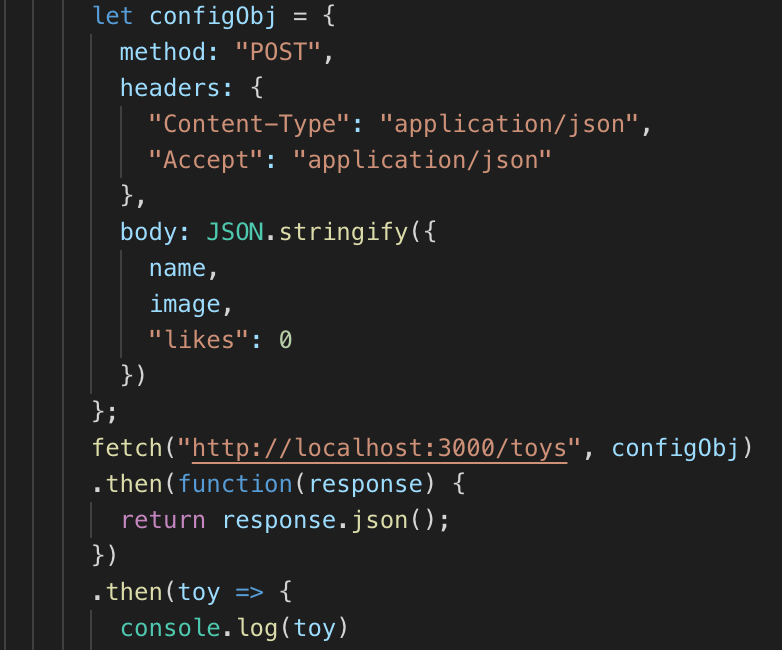 let configObj = {
  method: "POST",
  headers: {
    "Content-Type": "application/json",
    "Accept": "application/json"
  },
  body: JSON.stringify({
    name,
    image,
    "likes": 0
  })
};
fetch("http://localhost:3000/toys", configObj)
.then(function(response) {
  return response.json();
})
.then(toy => {
  console.log(toy)